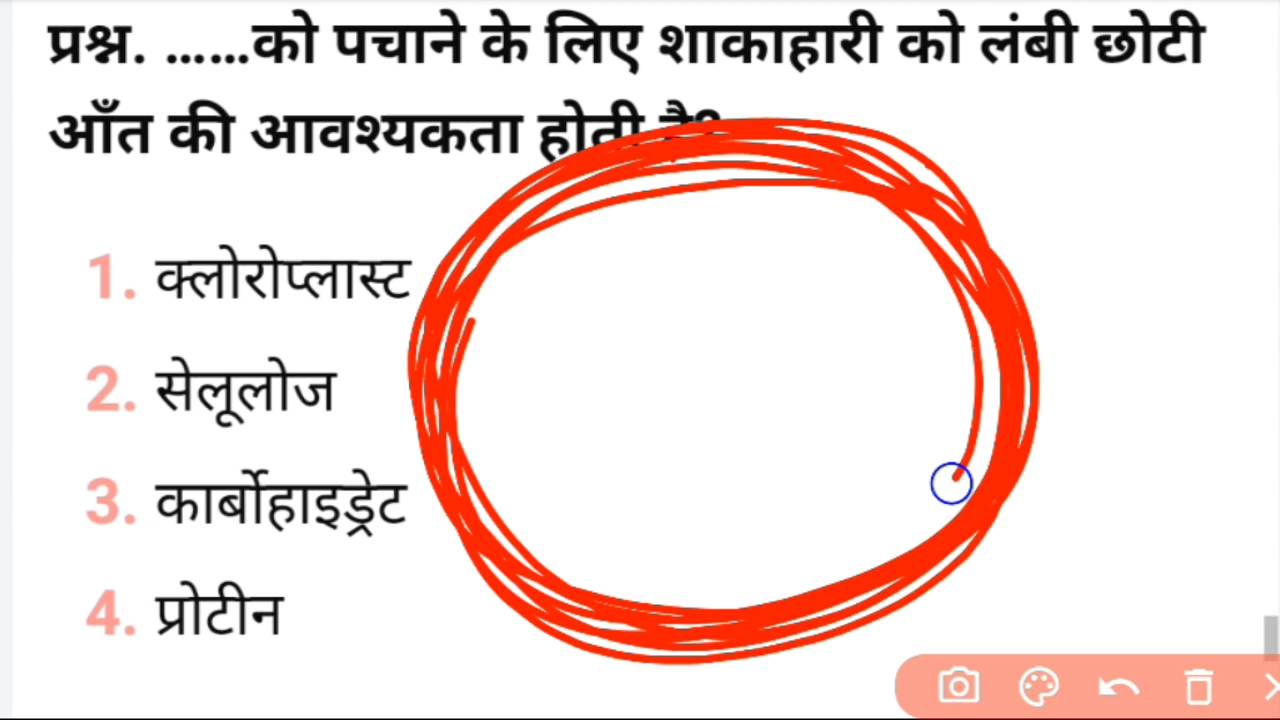 प्रश्न. ......को पचाने के लिए शाकाहारी को लंबी छोटी
आँत की आवश्यकता होती है?
1. क्लोरोप्लास्ट
2. सेलूलोज
3. कार्बोहाइड्रेट
4. प्रोटीन